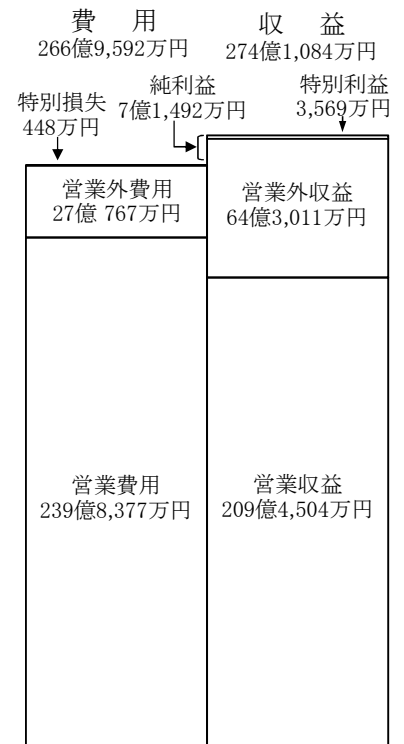 費　用
266億9,592万円
収　益
274億1,084万円
特別損失
448万円
純利益
7億1,492万円
特別利益
3,569万円
営業外費用
27億 767万円
営業外収益
64億3,011万円
営業費用
239億8,377万円
営業収益
209億4,504万円